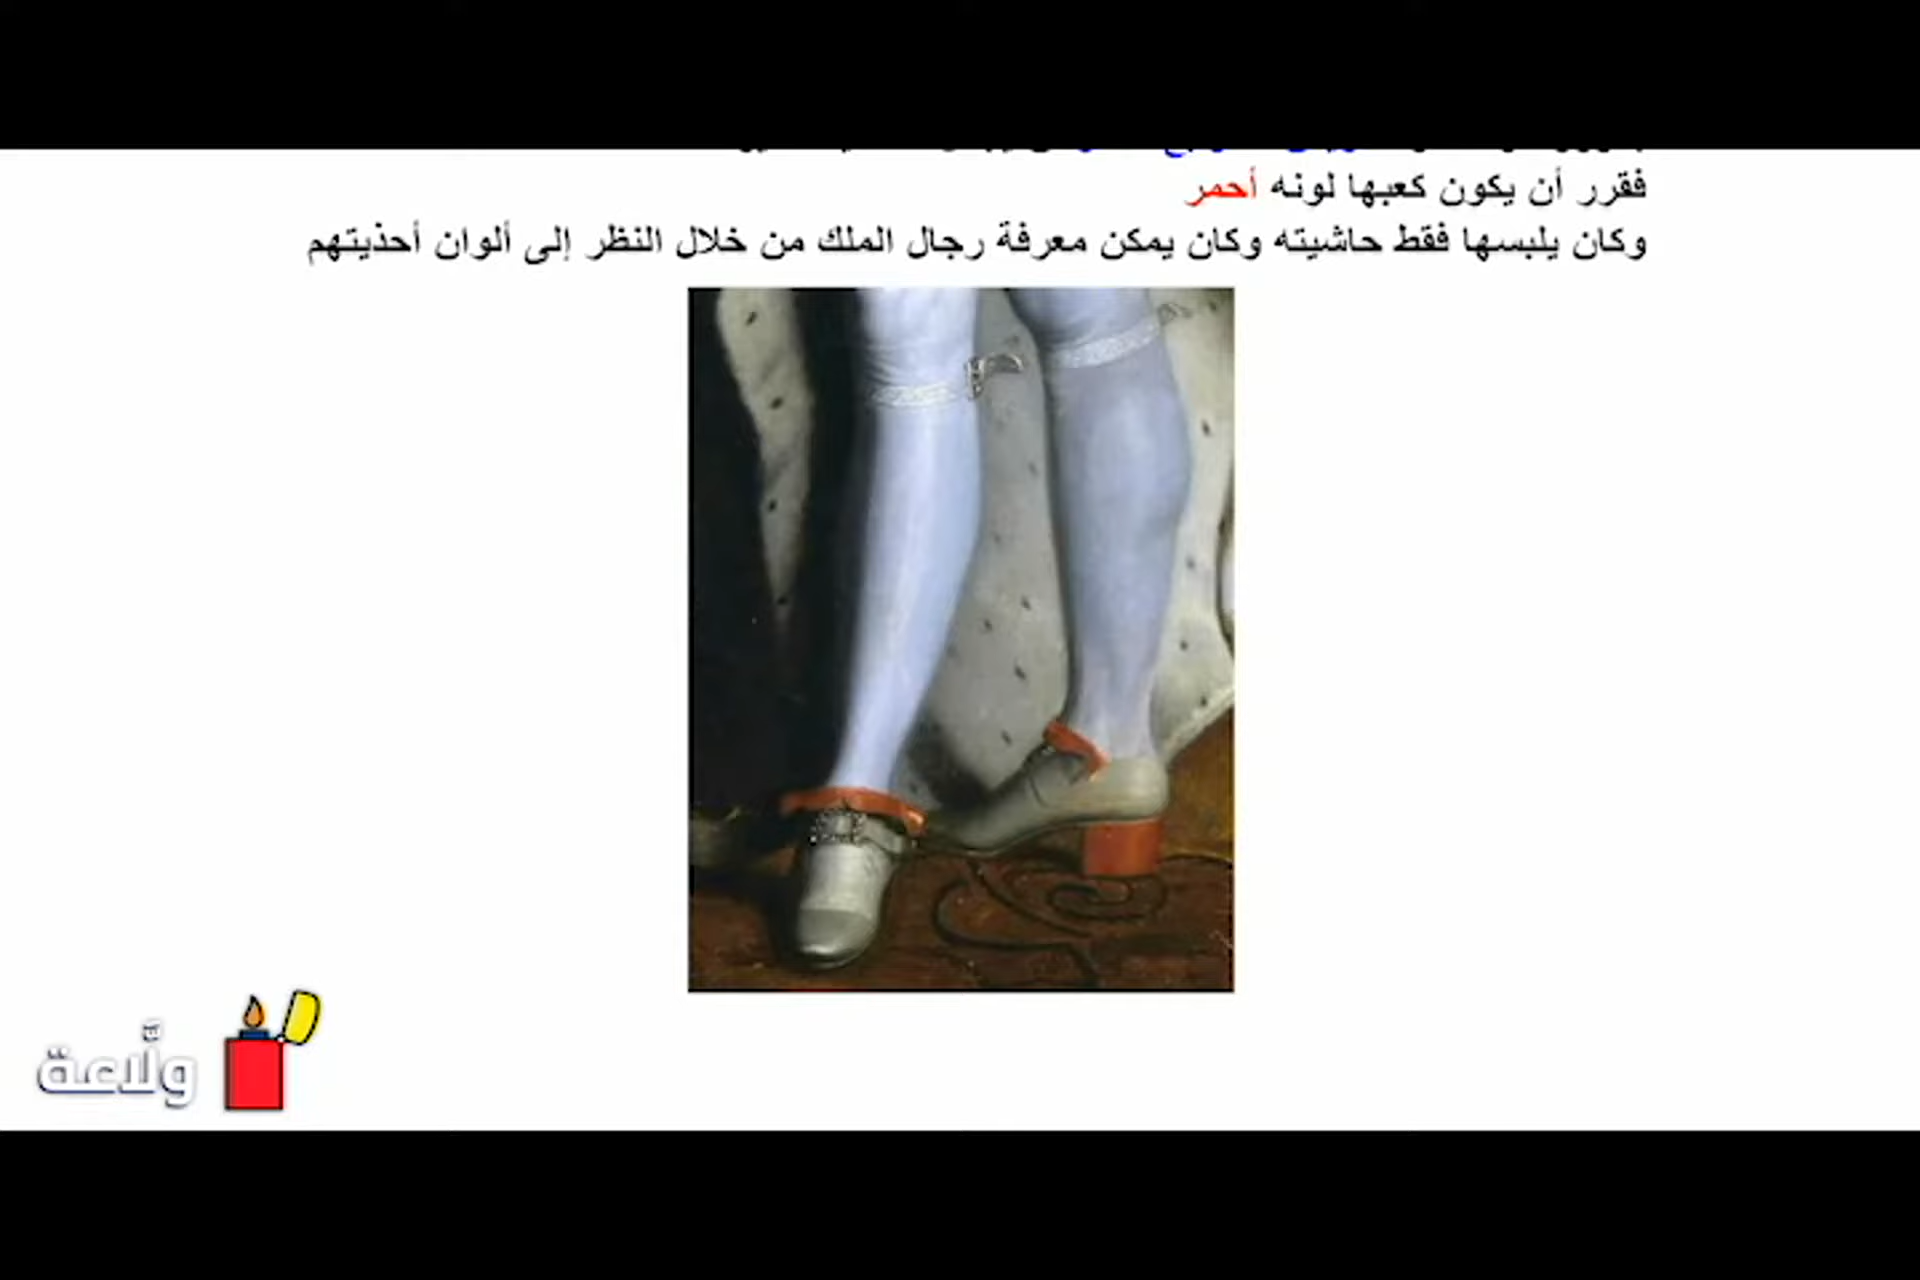 فقرر أن يكون كعبها لونه أحمر
وكان يلبسها فقط حاشيته وكان يمكن معرفة رجال الملك من خلال النظر إلى ألوان أحذيتهم
ولَّاعة